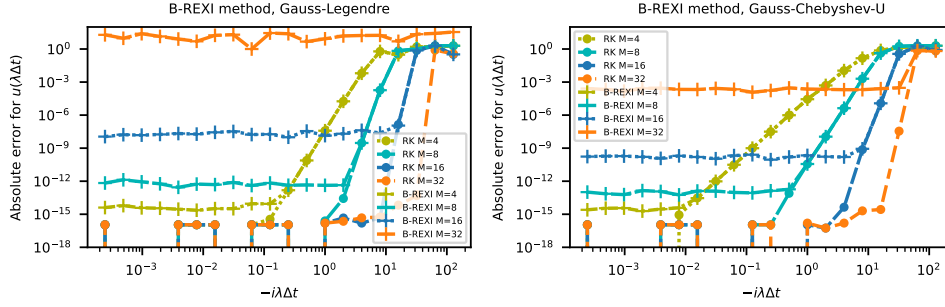 B-REXI method, Gauss-Legendre
Absolute error for u(λΔt)
10^0
10^−3
10^−6
10^−9
10^−12
10^−15
10^−18
RK M=4
RK M=8
RK M=16
RK M=32
B-REXI M=4
B-REXI M=8
B-REXI M=16
B-REXI M=32
10^−3
10^−2
10^−1
10^0
10^1
10^2
−iλΔt
B-REXI method, Gauss-Chebyshev-U
Absolute error for u(λΔt)
10^0
10^−3
10^−6
10^−9
10^−12
10^−15
10^−18
RK M=4
RK M=8
RK M=16
RK M=32
B-REXI M=4
B-REXI M=8
B-REXI M=16
B-REXI M=32
10^−3
10^−2
10^−1
10^0
10^1
10^2
−iλΔt